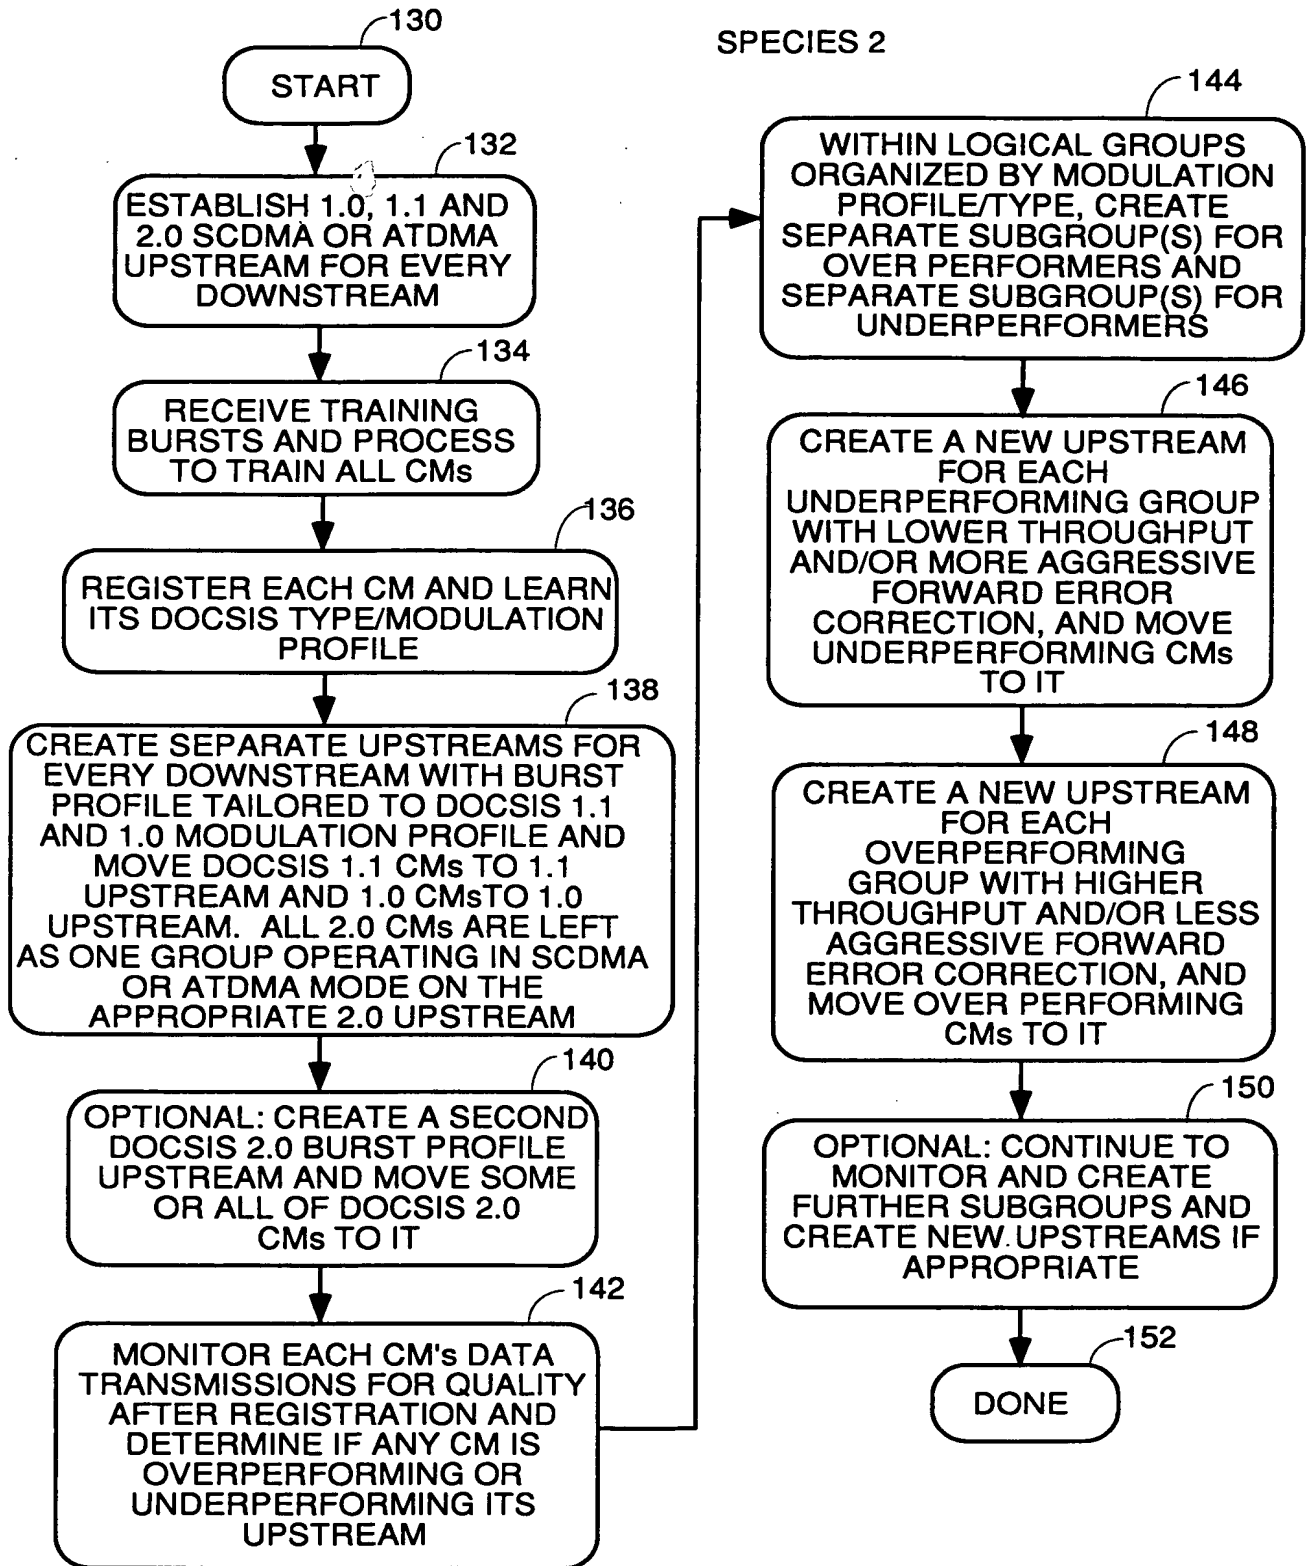 SPECIES 2
130
START
132
ESTABLISH 1.0, 1.1 AND
2.0 SCDMA OR ATDMA
UPSTREAM FOR EVERY
DOWNSTREAM
134
RECEIVE TRAINING
BURSTS AND PROCESS
TO TRAIN ALL CMs
136
REGISTER EACH CM AND LEARN
ITS DOCSIS TYPE/MODULATION
PROFILE
138
CREATE SEPARATE UPSTREAMS FOR
EVERY DOWNSTREAM WITH BURST
PROFILE TAILORED TO DOCSIS 1.1
AND 1.0 MODULATION PROFILE AND
MOVE DOCSIS 1.1 CMs TO 1.1
UPSTREAM AND 1.0 CMsTO 1.0
UPSTREAM. ALL 2.0 CMs ARE LEFT
AS ONE GROUP OPERATING IN SCDMA
OR ATDMA MODE ON THE
APPROPRIATE 2.0 UPSTREAM
140
OPTIONAL: CREATE A SECOND
DOCSIS 2.0 BURST PROFILE
UPSTREAM AND MOVE SOME
OR ALL OF DOCSIS 2.0
CMs TO IT
142
MONITOR EACH CM's DATA
TRANSMISSIONS FOR QUALITY
AFTER REGISTRATION AND
DETERMINE IF ANY CM IS
OVERPERFORMING OR
UNDERPERFORMING ITS
UPSTREAM
144
WITHIN LOGICAL GROUPS
ORGANIZED BY MODULATION
PROFILE/TYPE, CREATE
SEPARATE SUBGROUP(S) FOR
OVER PERFORMERS AND
SEPARATE SUBGROUP(S) FOR
UNDERPERFORMERS
146
CREATE A NEW UPSTREAM
FOR EACH
UNDERPERFORMING GROUP
WITH LOWER THROUGHPUT
AND/OR MORE AGGRESSIVE
FORWARD ERROR
CORRECTION, AND MOVE
UNDERPERFORMING CMs
TO IT
148
CREATE A NEW UPSTREAM
FOR EACH
OVERPERFORMING
GROUP WITH HIGHER
THROUGHPUT AND/OR LESS
AGGRESSIVE FORWARD
ERROR CORRECTION, AND
MOVE OVER PERFORMING
CMs TO IT
150
OPTIONAL: CONTINUE TO
MONITOR AND CREATE
FURTHER SUBGROUPS AND
CREATE NEW UPSTREAMS IF
APPROPRIATE
152
DONE